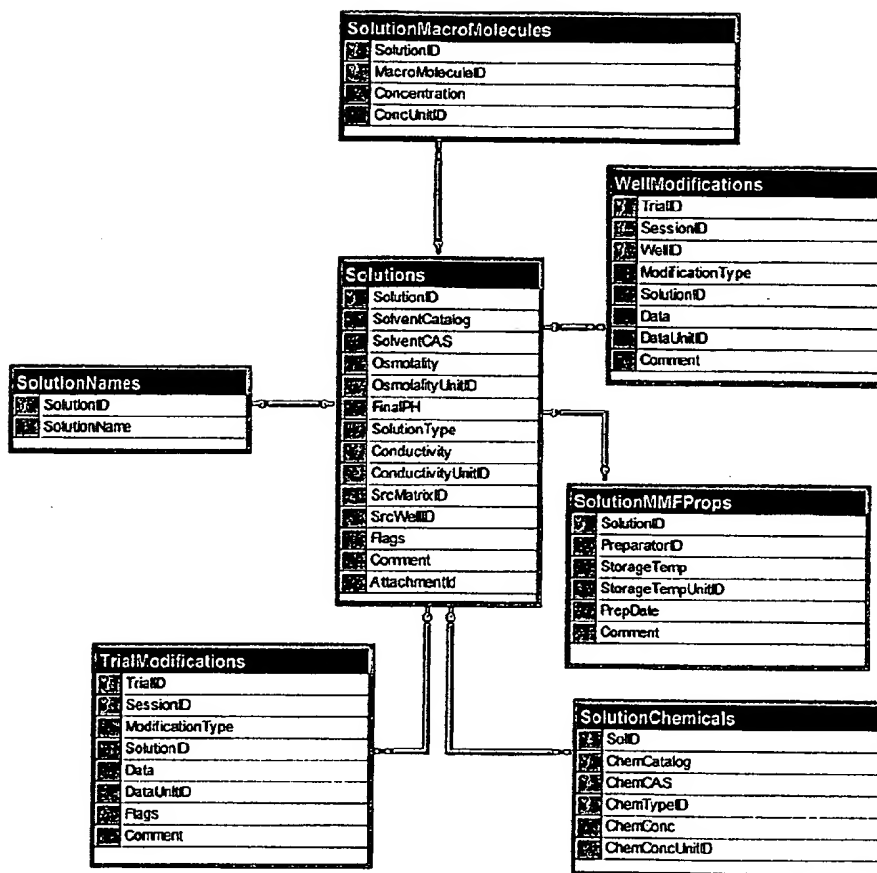 SolutionMacroMolecules
SolutionID
MacroMoleculeID
Concentration
ConcUnitID
WellModifications
TrialID
SessionID
WellID
ModificationType
SolutionID
Data
DataUnitID
Comment
Solutions
SolutionID
SolventCatalog
SolventCAS
Osmolality
OsmolalityUnitID
FinalPH
SolutionType
Conductivity
ConductivityUnitID
SrcMatrixID
SrcWellID
Flags
Comment
AttachmentId
SolutionNames
SolutionID
SolutionName
SolutionMMFProps
SolutionID
PreparatorID
StorageTemp
StorageTempUnitID
PrepDate
Comment
TrialModifications
TrialID
SessionID
ModificationType
SolutionID
Data
DataUnitID
Flags
Comment
SolutionChemicals
SolID
ChemCatalog
ChemCAS
ChemTypeID
ChemConc
ChemConcUnitID